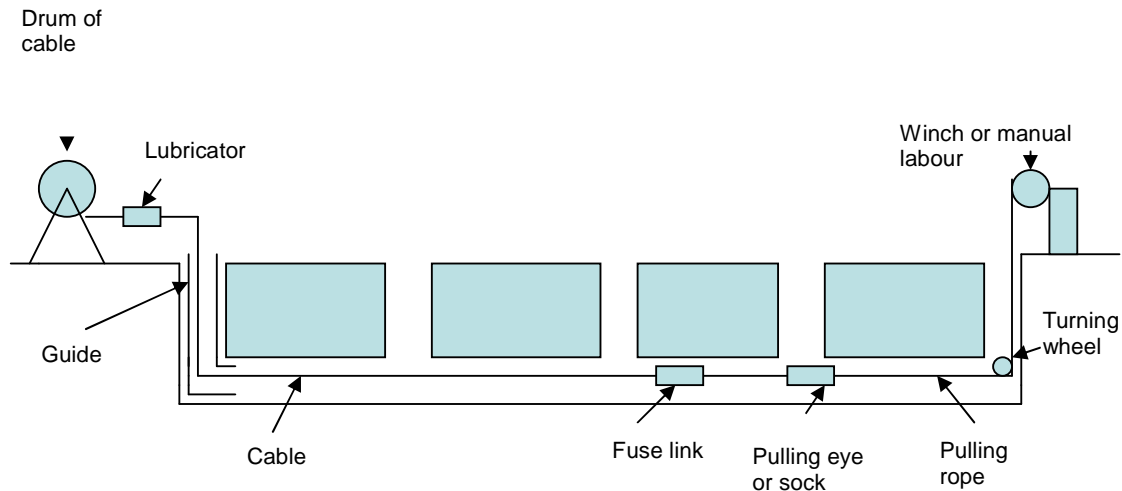 Drum of
cable
Lubricator
Winch or manual
labour
Guide
Turning
wheel
Cable
Fuse link
Pulling eye
or sock
Pulling
rope